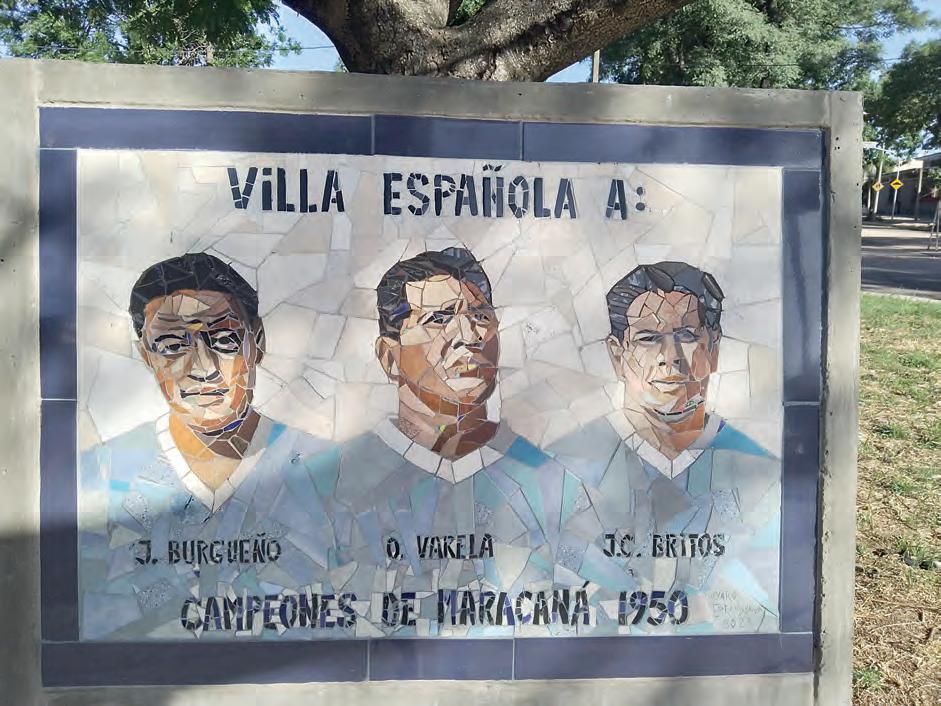 ViLLA ESPAÑOLA A:
J. BURGUEÑO O. VARELA J.C. BRITOS
CAMPEONES DE MARACANÁ 1950